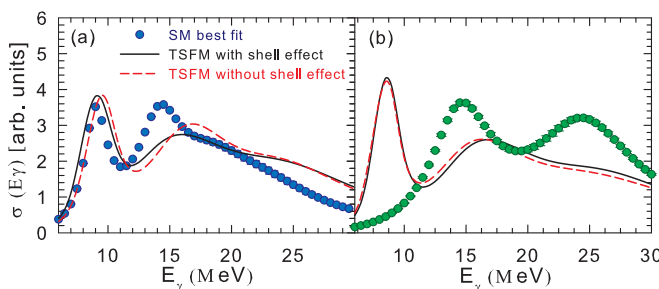 (a)
SM best fit
TSFM with shell effect
TSFM without shell effect
(b)
σ (Eγ) [arb. units]
6
5
4
3
2
1
0
10 15 20 25
10 15 20 25 30
Eγ (MeV)
Eγ (MeV)